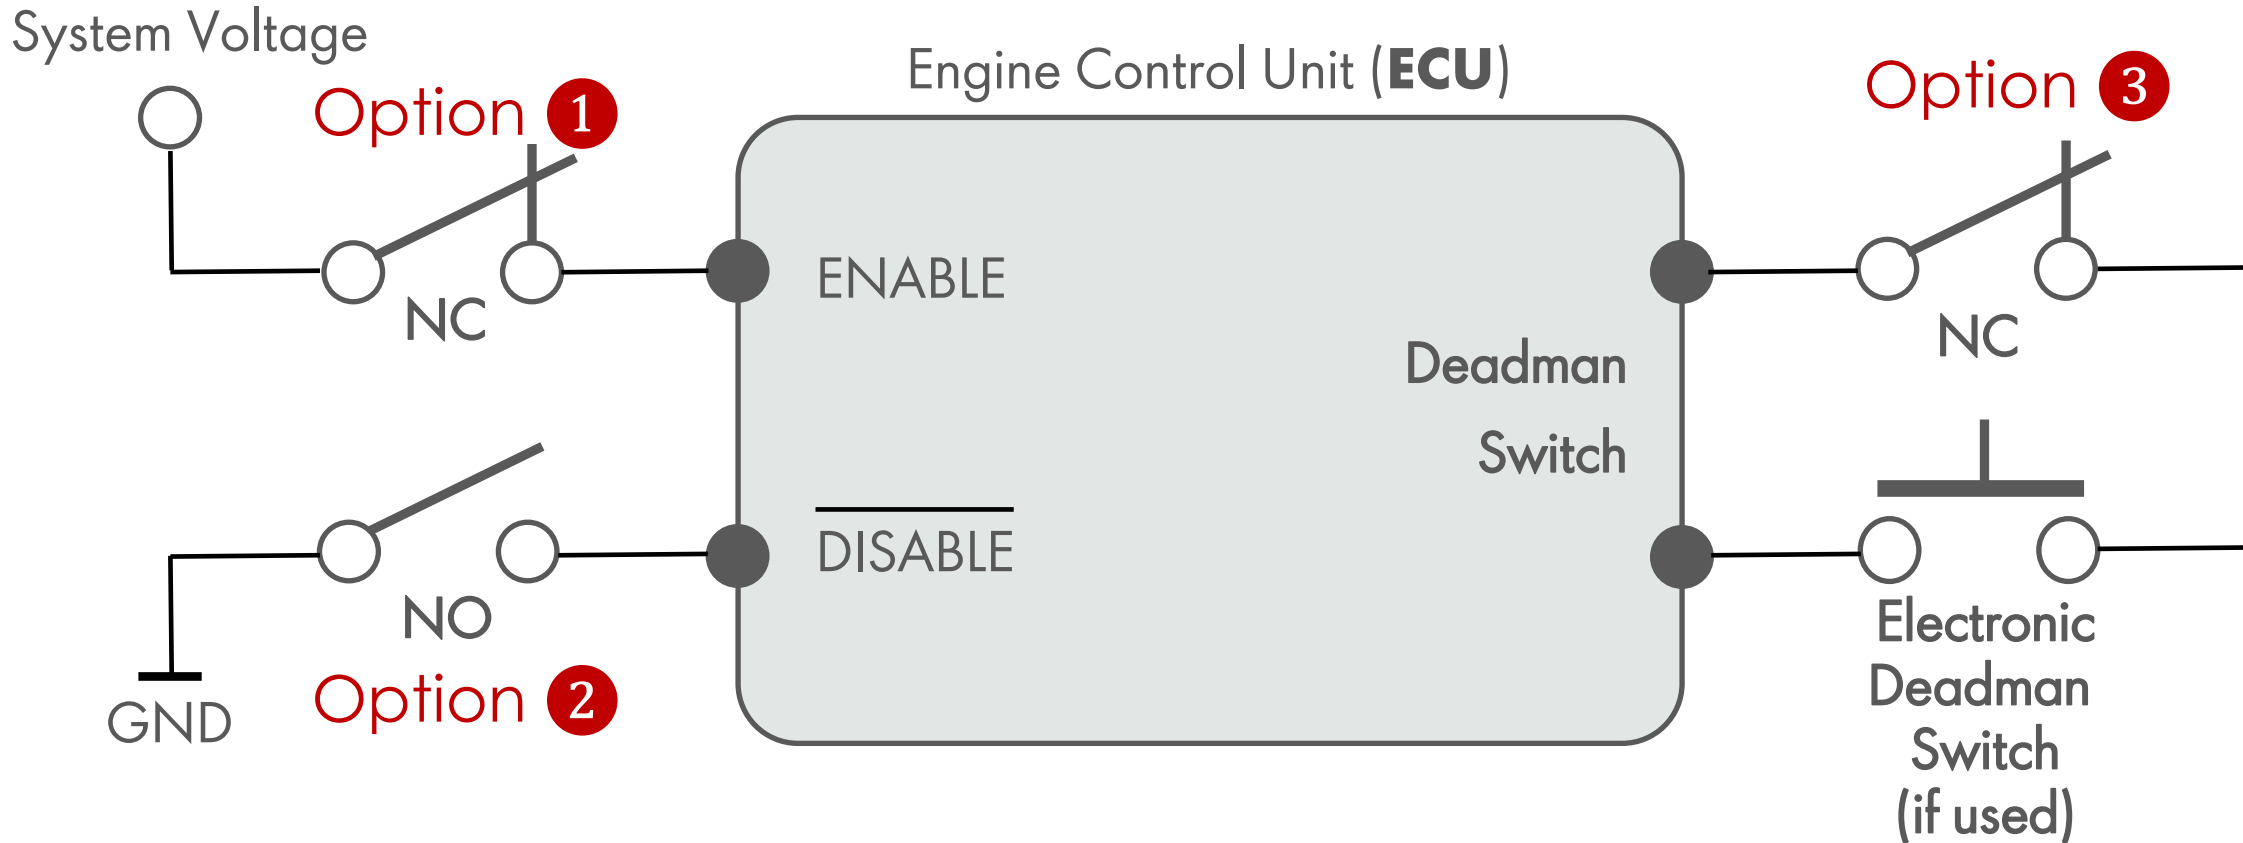 System Voltage
Option 1
Engine Control Unit (ECU)
Option 3
ENABLE
NC
NC
Deadman
Switch
DISABLE
NO
Option 2
GND
Electronic
Deadman
Switch
(if used)